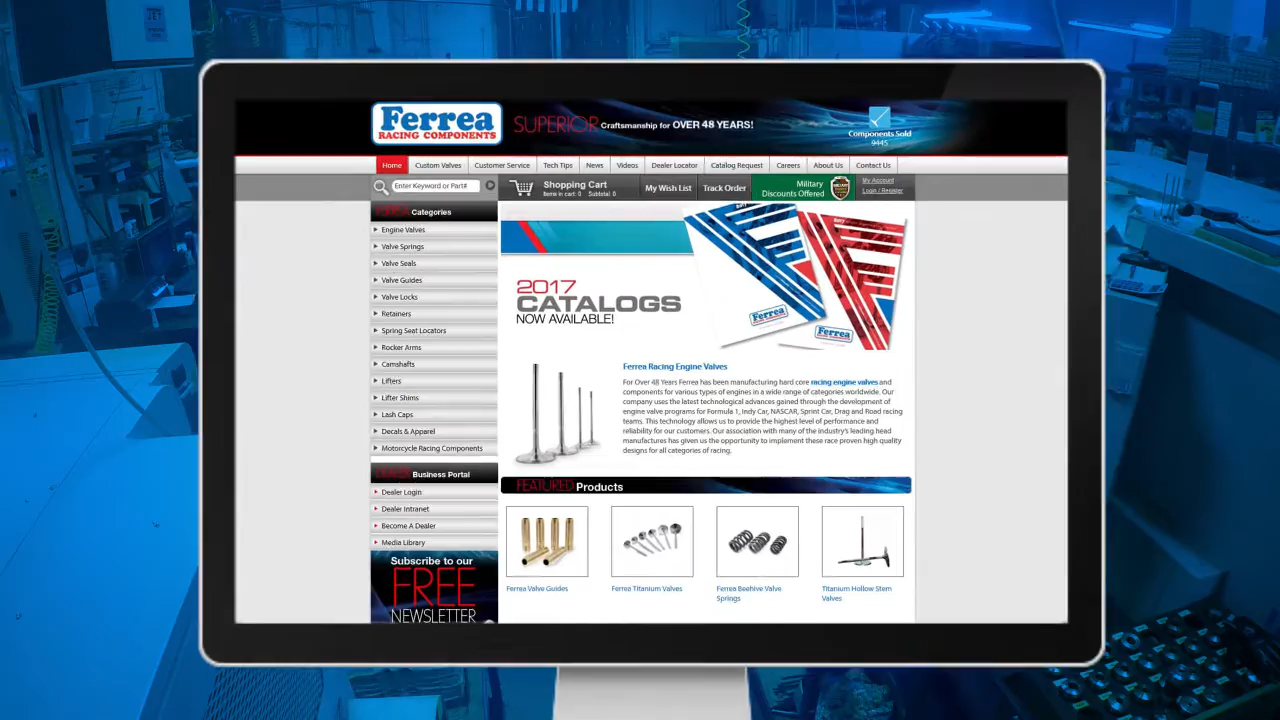 JET
Ferrea
RACING COMPONENTS
SUPERIOR Craftsmanship for OVER 48 YEARS!
Components Sold
9445
Home Custom Valves Customer Service Tech Tips News Videos Dealer Locator Catalog Request Careers About Us Contact Us
Enter Keyword or Part#
Shopping Cart
Items in cart: 0 Subtotal: 0
My Wish List
Track Order
Military
Discounts Offered
My Account
Login / Register
FERREA Categories
Engine Valves
Valve Springs
Valve Seals
Valve Guides
Valve Locks
Retainers
Spring Seat Locators
Rocker Arms
Camshafts
Lifters
Lifter Shims
Lash Caps
Decals & Apparel
Motorcycle Racing Components
DEALER Business Portal
Dealer Login
Dealer Intranet
Become A Dealer
Media Library
Subscribe to our
FREE
NEWSLETTER
2017
CATALOGS
NOW AVAILABLE!
Ferrea
Ferrea
Ferrea Racing Engine Valves
For Over 48 Years Ferrea has been manufacturing hard core racing engine valves and
components for various types of engines in a wide range of categories worldwide. Our
company uses the latest technological advances gained through the development of
engine valve programs for Formula 1, Indy Car, NASCAR, Sprint Car, Drag and Road racing
teams. This technology allows us to provide the highest level of performance and
reliability for our customers. Our association with many of the industry's leading head
manufactures has given us the opportunity to implement these race proven high quality
designs for all categories of racing.
FEATURED Products
Ferrea Valve Guides
Ferrea Titanium Valves
Ferrea Beehive Valve
Springs
Titanium Hollow Stem
Valves